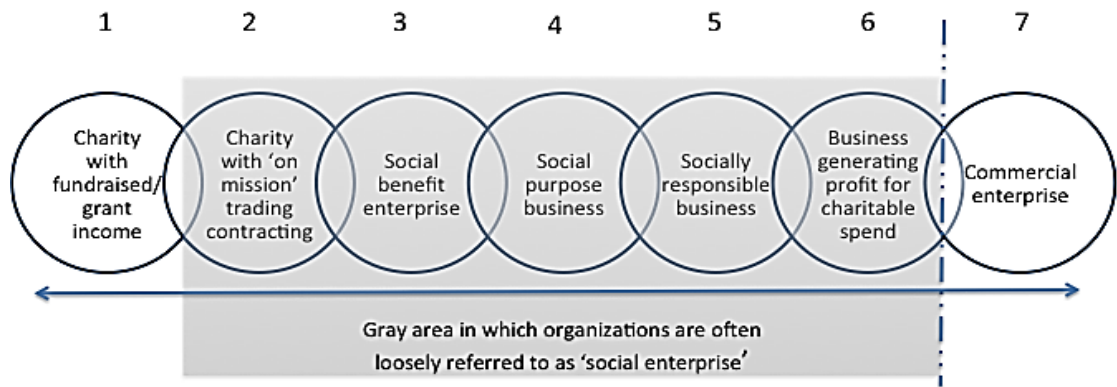 1 2 3 4 5 6 7
Charity
with
fundraised/
grant
income
Charity
with ‘on
mission’
trading
contracting
Social
benefit
enterprise
Social
purpose
business
Socially
responsible
business
Business
generating
profit for
charitable
spend
Commercial
enterprise
Gray area in which organizations are often
loosely referred to as ‘social enterprise’